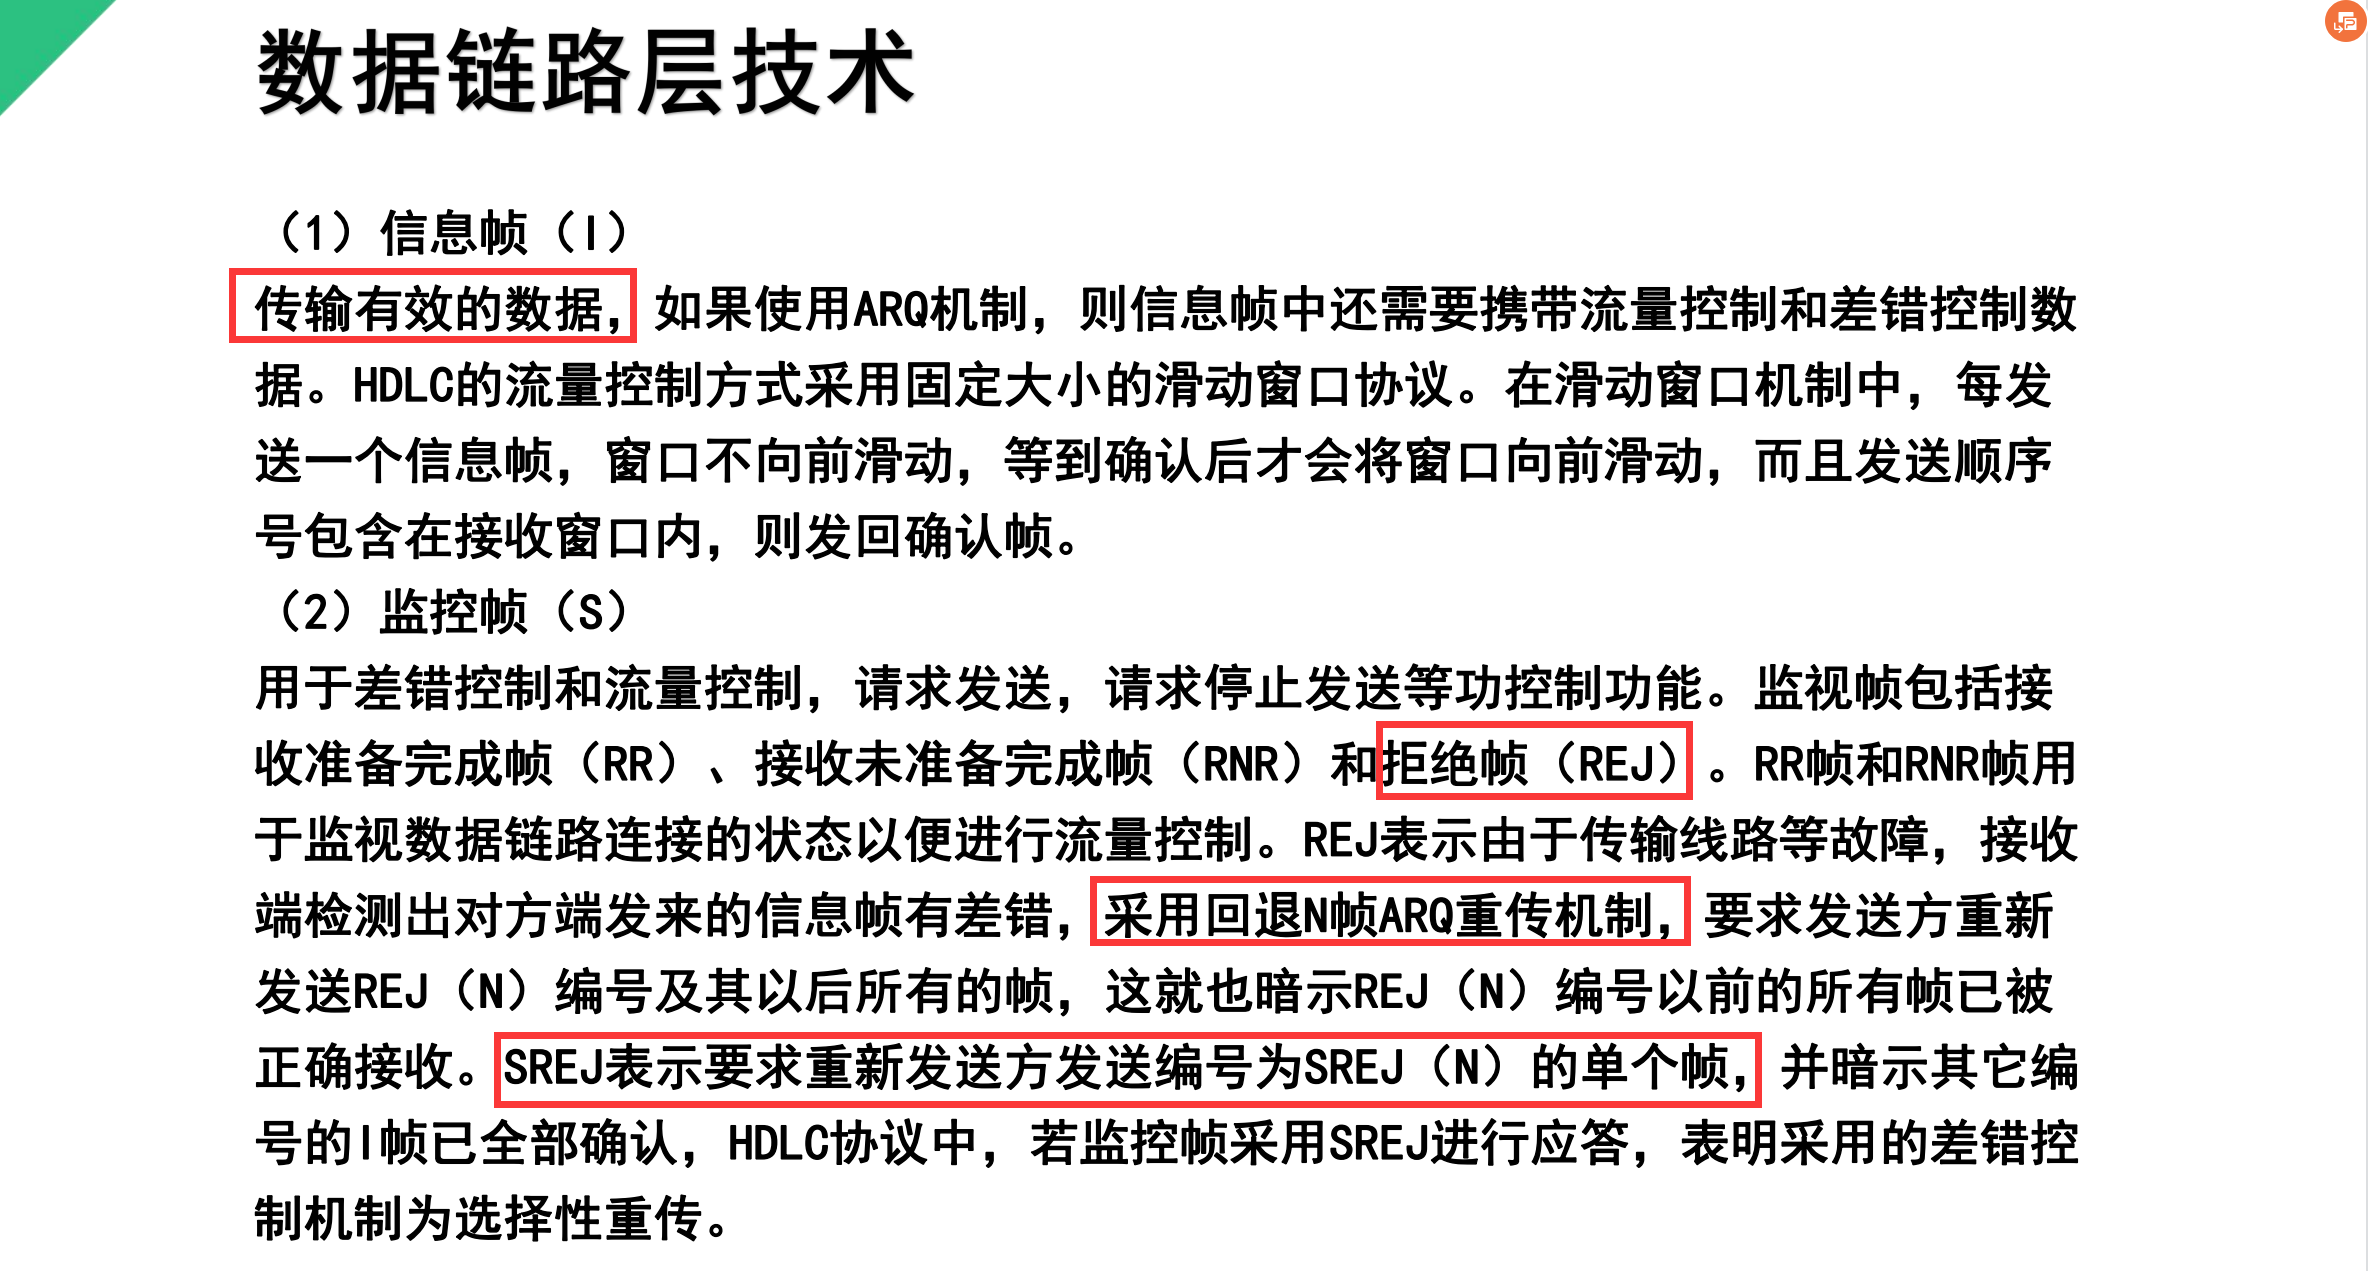 数据链路层技术
（1）信息帧（I）
传输有效的数据，如果使用ARQ机制，则信息帧中还需要携带流量控制和差错控制数
据。HDLC的流量控制方式采用固定大小的滑动窗口协议。在滑动窗口机制中，每发
送一个信息帧，窗口不向前滑动，等到确认后才会将窗口向前滑动，而且发送顺序
号包含在接收窗口内，则发回确认帧。
（2）监控帧（S）
用于差错控制和流量控制，请求发送，请求停止发送等功控制功能。监视帧包括接
收准备完成帧（RR）、接收未准备完成帧（RNR）和拒绝帧（REJ）。RR帧和RNR帧用
于监视数据链路连接的状态以便进行流量控制。REJ表示由于传输线路等故障，接收
端检测出对方端发来的信息帧有差错，采用回退N帧ARQ重传机制，要求发送方重新
发送REJ（N）编号及其以后所有的帧，这就也暗示REJ（N）编号以前的所有帧已被
正确接收。SREJ表示要求重新发送方发送编号为SREJ（N）的单个帧，并暗示其它编
号的I帧已全部确认，HDLC协议中，若监控帧采用SREJ进行应答，表明采用的差错控
制机制为选择性重传。